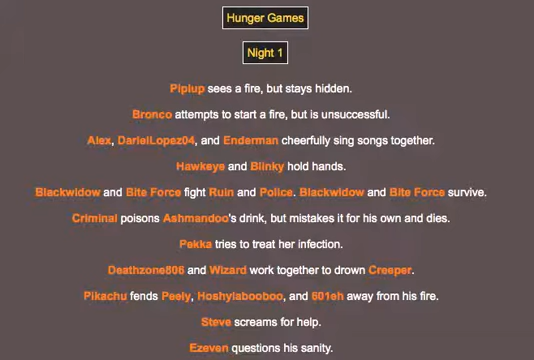 Hunger Games
Night 1
Piplup sees a fire, but stays hidden.
Bronco attempts to start a fire, but is unsuccessful.
Alex, DarielLopez04, and Enderman cheerfully sing songs together.
Hawkeye and Blinky hold hands.
Blackwidow and Bite Force fight Ruin and Police. Blackwidow and Bite Force survive.
Criminal poisons Ashmandoo's drink, but mistakes it for his own and dies.
Pekka tries to treat her infection.
Deathzone806 and Wizard work together to drown Creeper.
Pikachu fends Peely, Hoshylabooboo, and 601eh away from his fire.
Steve screams for help.
Ezeven questions his sanity.